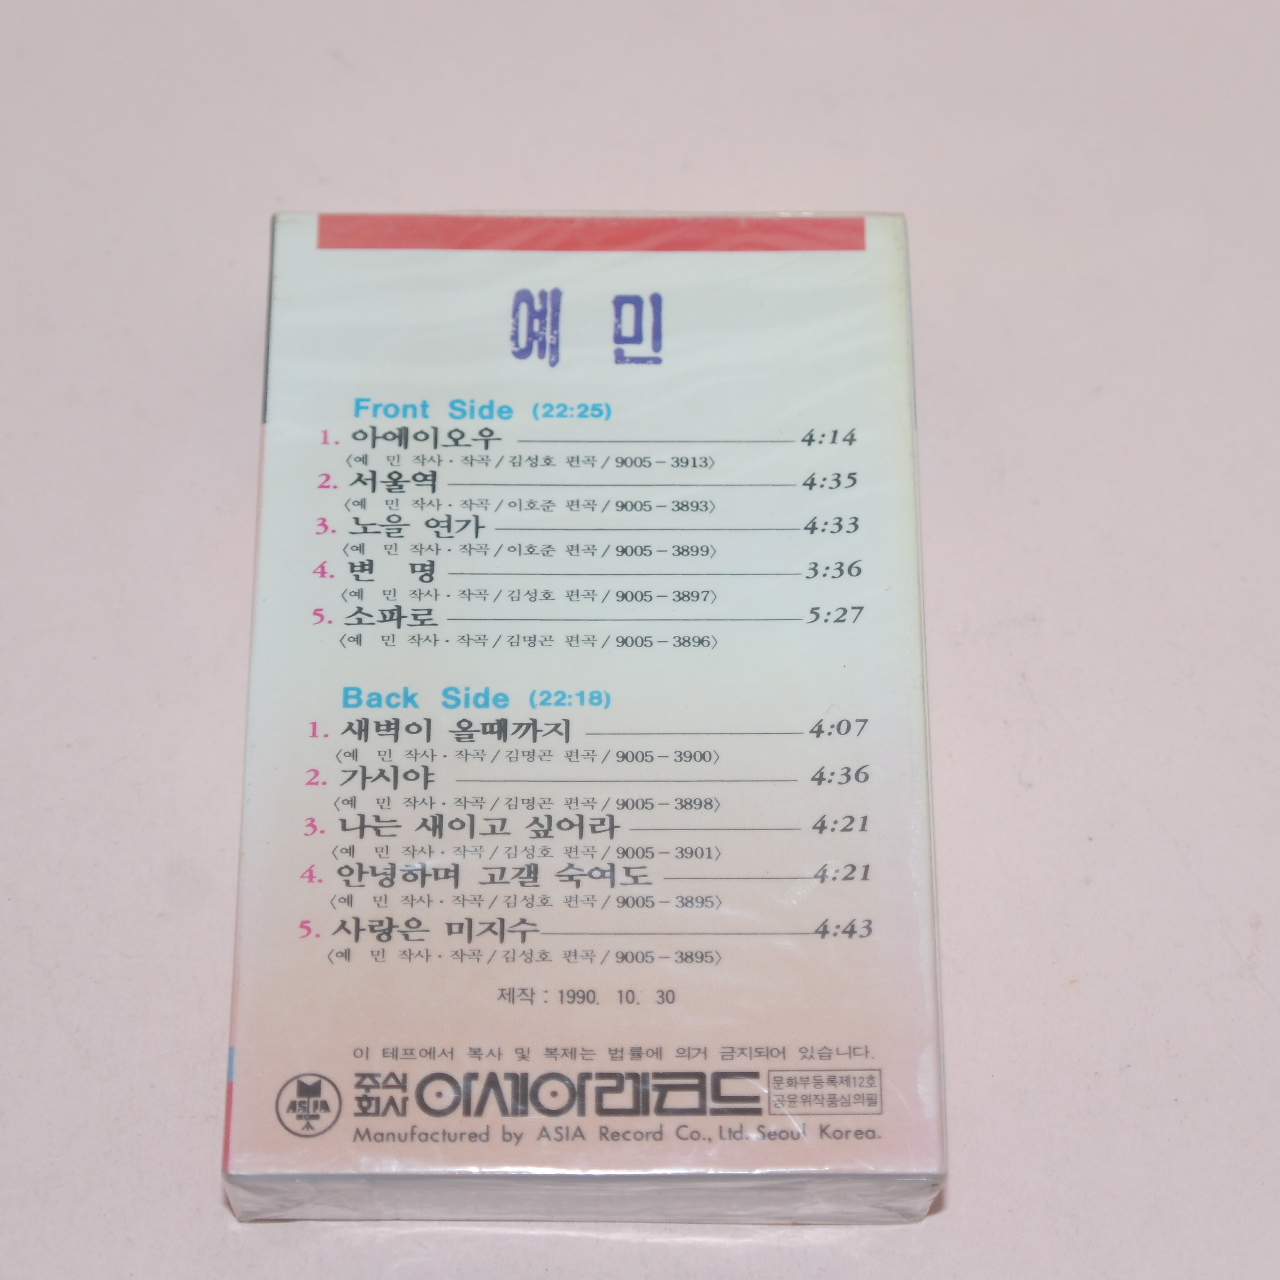 예 민
Front Side (22:25)
1. 아에이오우 4:14
〈예 민 작사·작곡/김성호 편곡/9005-3913〉
2. 서울역 4:35
〈예 민 작사·작곡/이호준 편곡/9005-3893〉
3. 노을 연가 4:33
〈예 민 작사·작곡/이호준 편곡/9005-3899〉
4. 변 명 3:36
〈예 민 작사·작곡/김성호 편곡/9005-3897〉
5. 소파로 5:27
〈예 민 작사·작곡/김명곤 편곡/9005-3896〉
Back Side (22:18)
1. 새벽이 올때까지 4:07
〈예 민 작사·작곡/김명곤 편곡/9005-3900〉
2. 가시야 4:36
〈예 민 작사·작곡/김명곤 편곡/9005-3898〉
3. 나는 새이고 싶어라 4:21
〈예 민 작사·작곡/김성호 편곡/9005-3901〉
4. 안녕하며 고갤 숙여도 4:21
〈예 민 작사·작곡/김성호 편곡/9005-3895〉
5. 사랑은 미지수 4:43
〈예 민 작사·작곡/김성호 편곡/9005-3895〉
제작 : 1990. 10. 30
이 테프에서 복사 및 복제는 법률에 의거 금지되어 있습니다.
ASIA
주식회사 아세아레코드
문화부등록제12호
공윤위작품심의필
Manufactured by ASIA Record Co., Ltd. Seoul Korea.